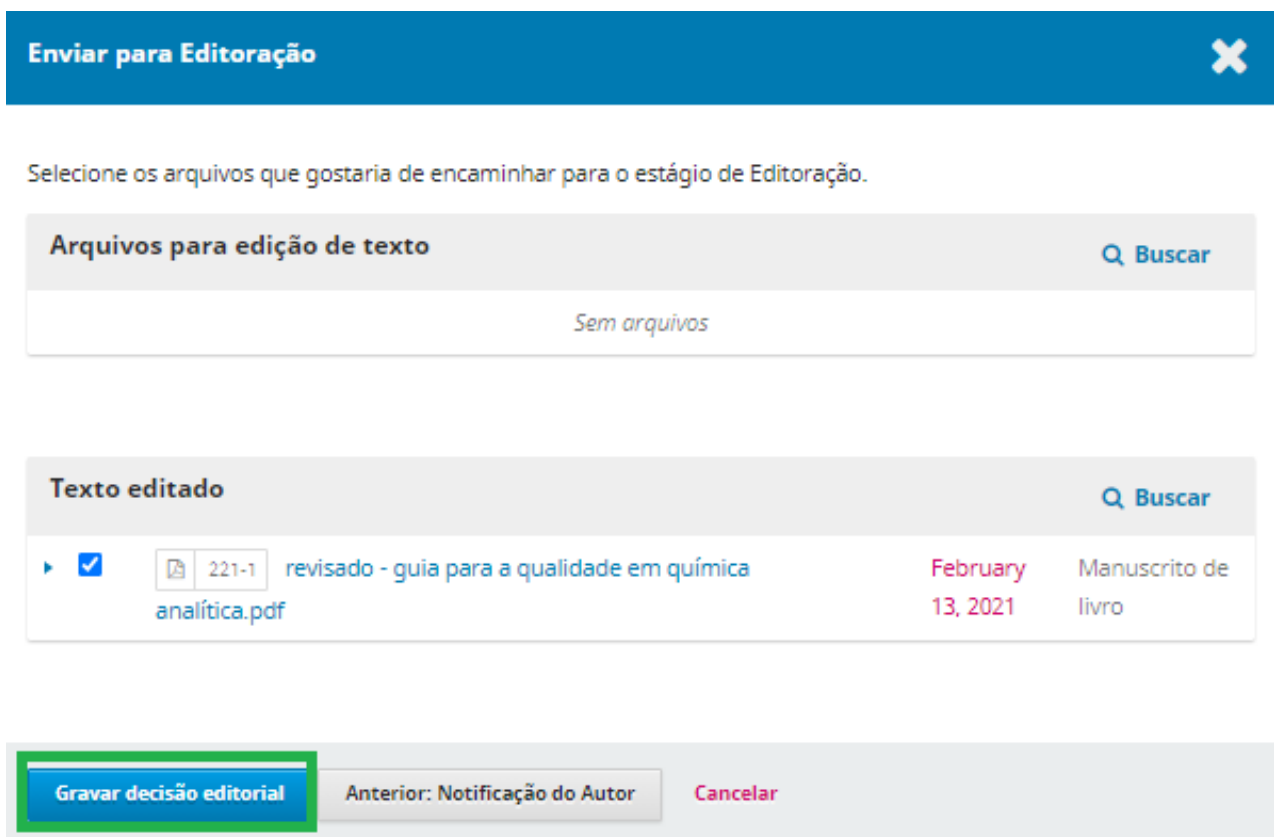 Enviar para Editoração
Selecione os arquivos que gostaria de encaminhar para o estágio de Editoração.
Arquivos para edição de texto
Buscar
Sem arquivos
Texto editado
Buscar
221-1 revisado - guia para a qualidade em química February Manuscrito de
analítica.pdf 13, 2021 livro
Gravar decisão editorial Anterior: Notificação do Autor Cancelar